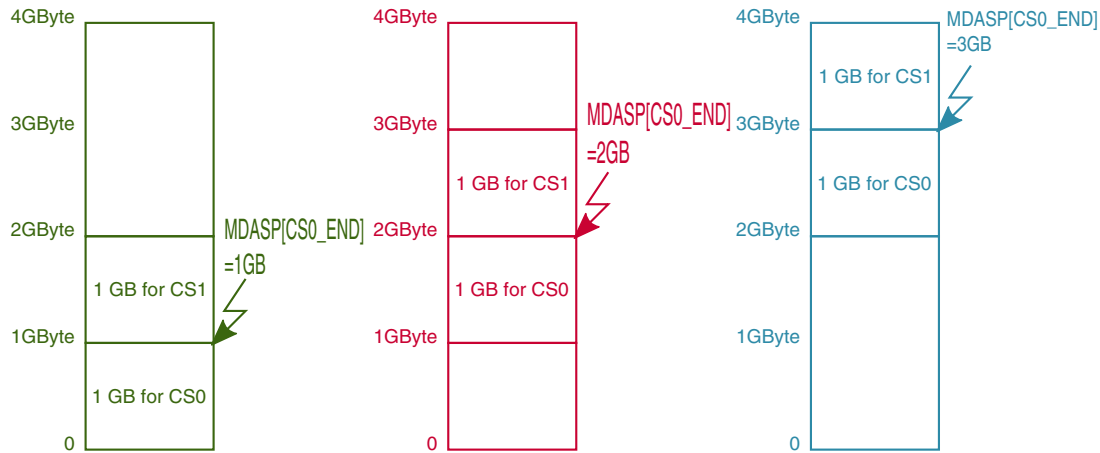 4GByte
3GByte
2GByte
MDASP[CS0_END]
=1GB
1 GB for CS1
1GByte
1 GB for CS0
0
4GByte
3GByte
MDASP[CS0_END]
=2GB
1 GB for CS1
2GByte
1 GB for CS0
1GByte
0
4GByte
MDASP[CS0_END]
=3GB
1 GB for CS1
3GByte
1 GB for CS0
2GByte
1GByte
0